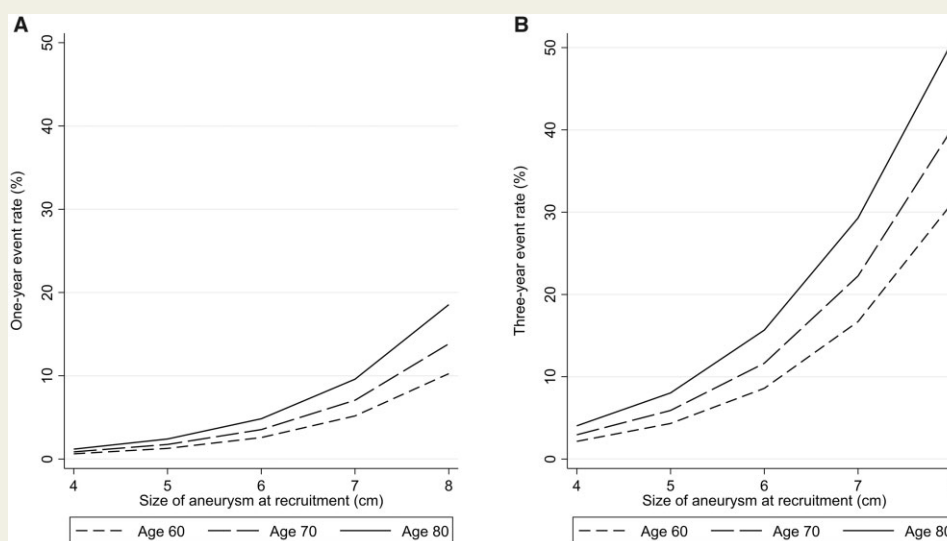 A
50
40
30
20
10
0
One-year event rate (%)
4 5 6 7 8
Size of aneurysm at recruitment (cm)
Age 60 Age 70 Age 80
B
50
40
30
20
10
0
Three-year event rate (%)
4 5 6 7
Size of aneurysm at recruitment (cm)
Age 60 Age 70 Age 80